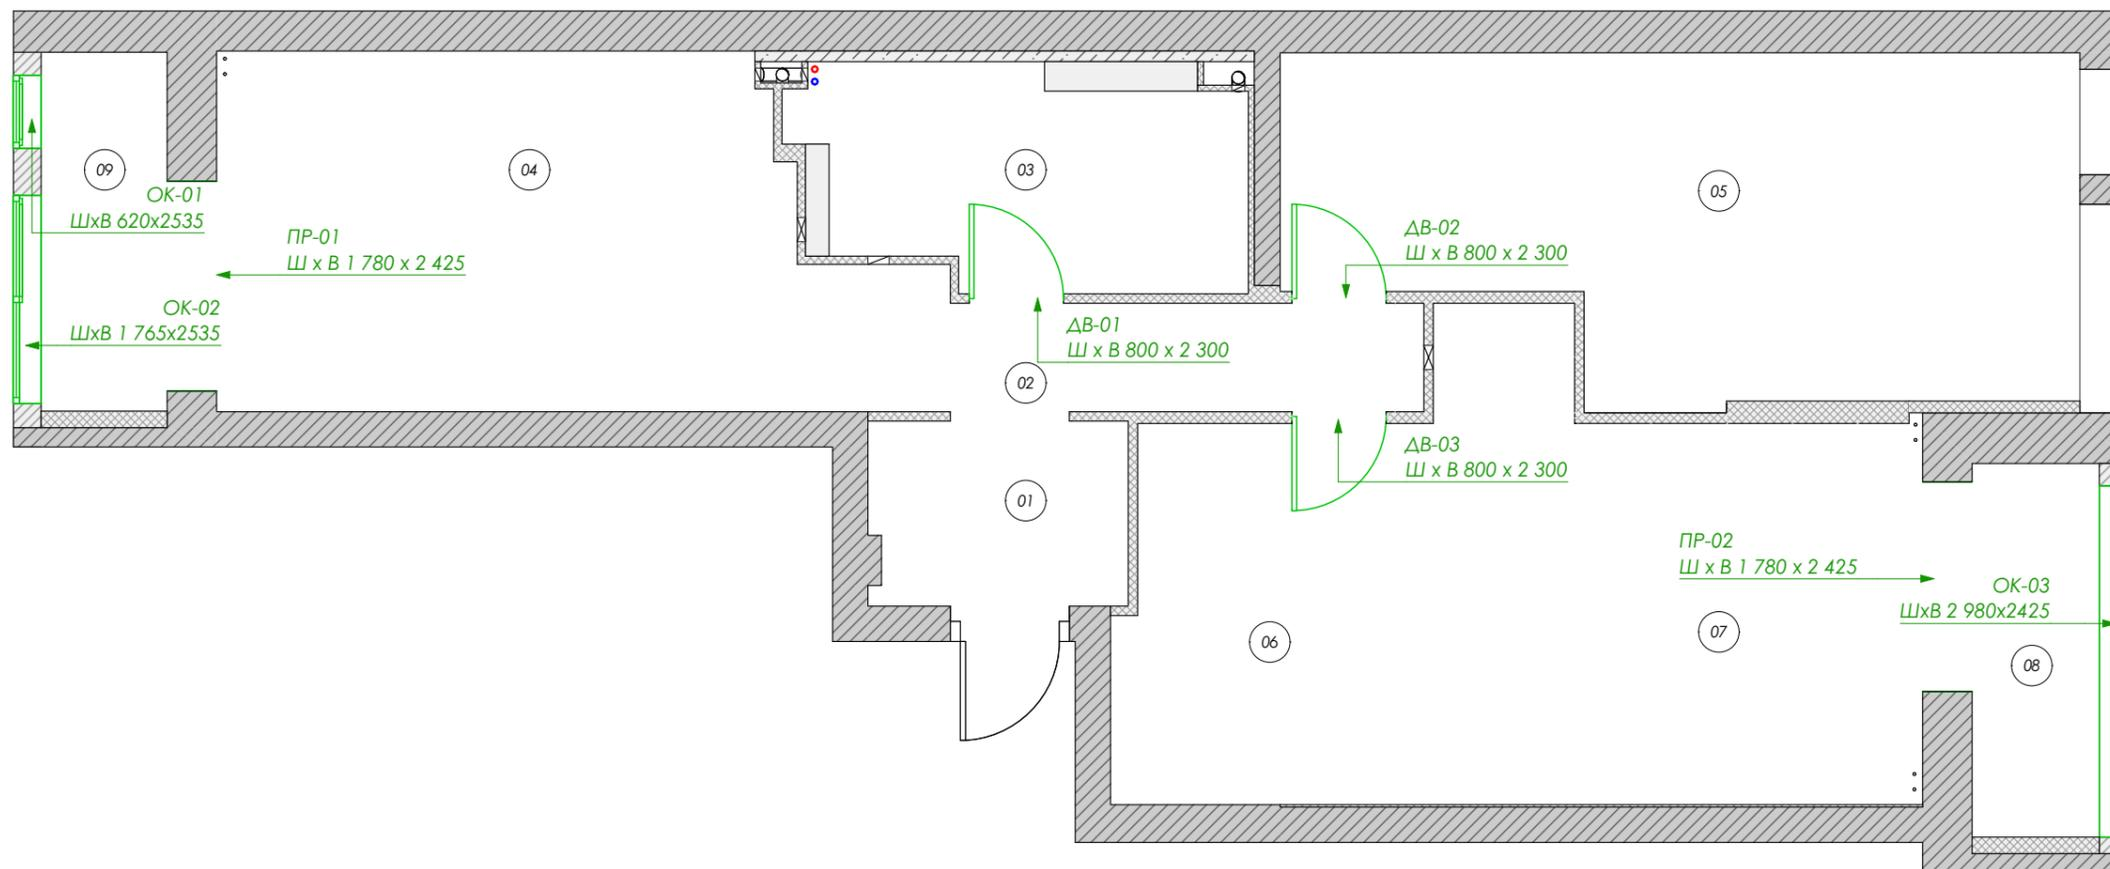 09
04
03
05
ОК-01
ШхВ 620х2535
ПР-01
Ш х В 1 780 х 2 425
ДВ-02
Ш х В 800 х 2 300
ОК-02
ШхВ 1 765х2535
ДВ-01
Ш х В 800 х 2 300
02
ДВ-03
Ш х В 800 х 2 300
01
ПР-02
Ш х В 1 780 х 2 425
ОК-03
ШхВ 2 980х2425
06
07
08